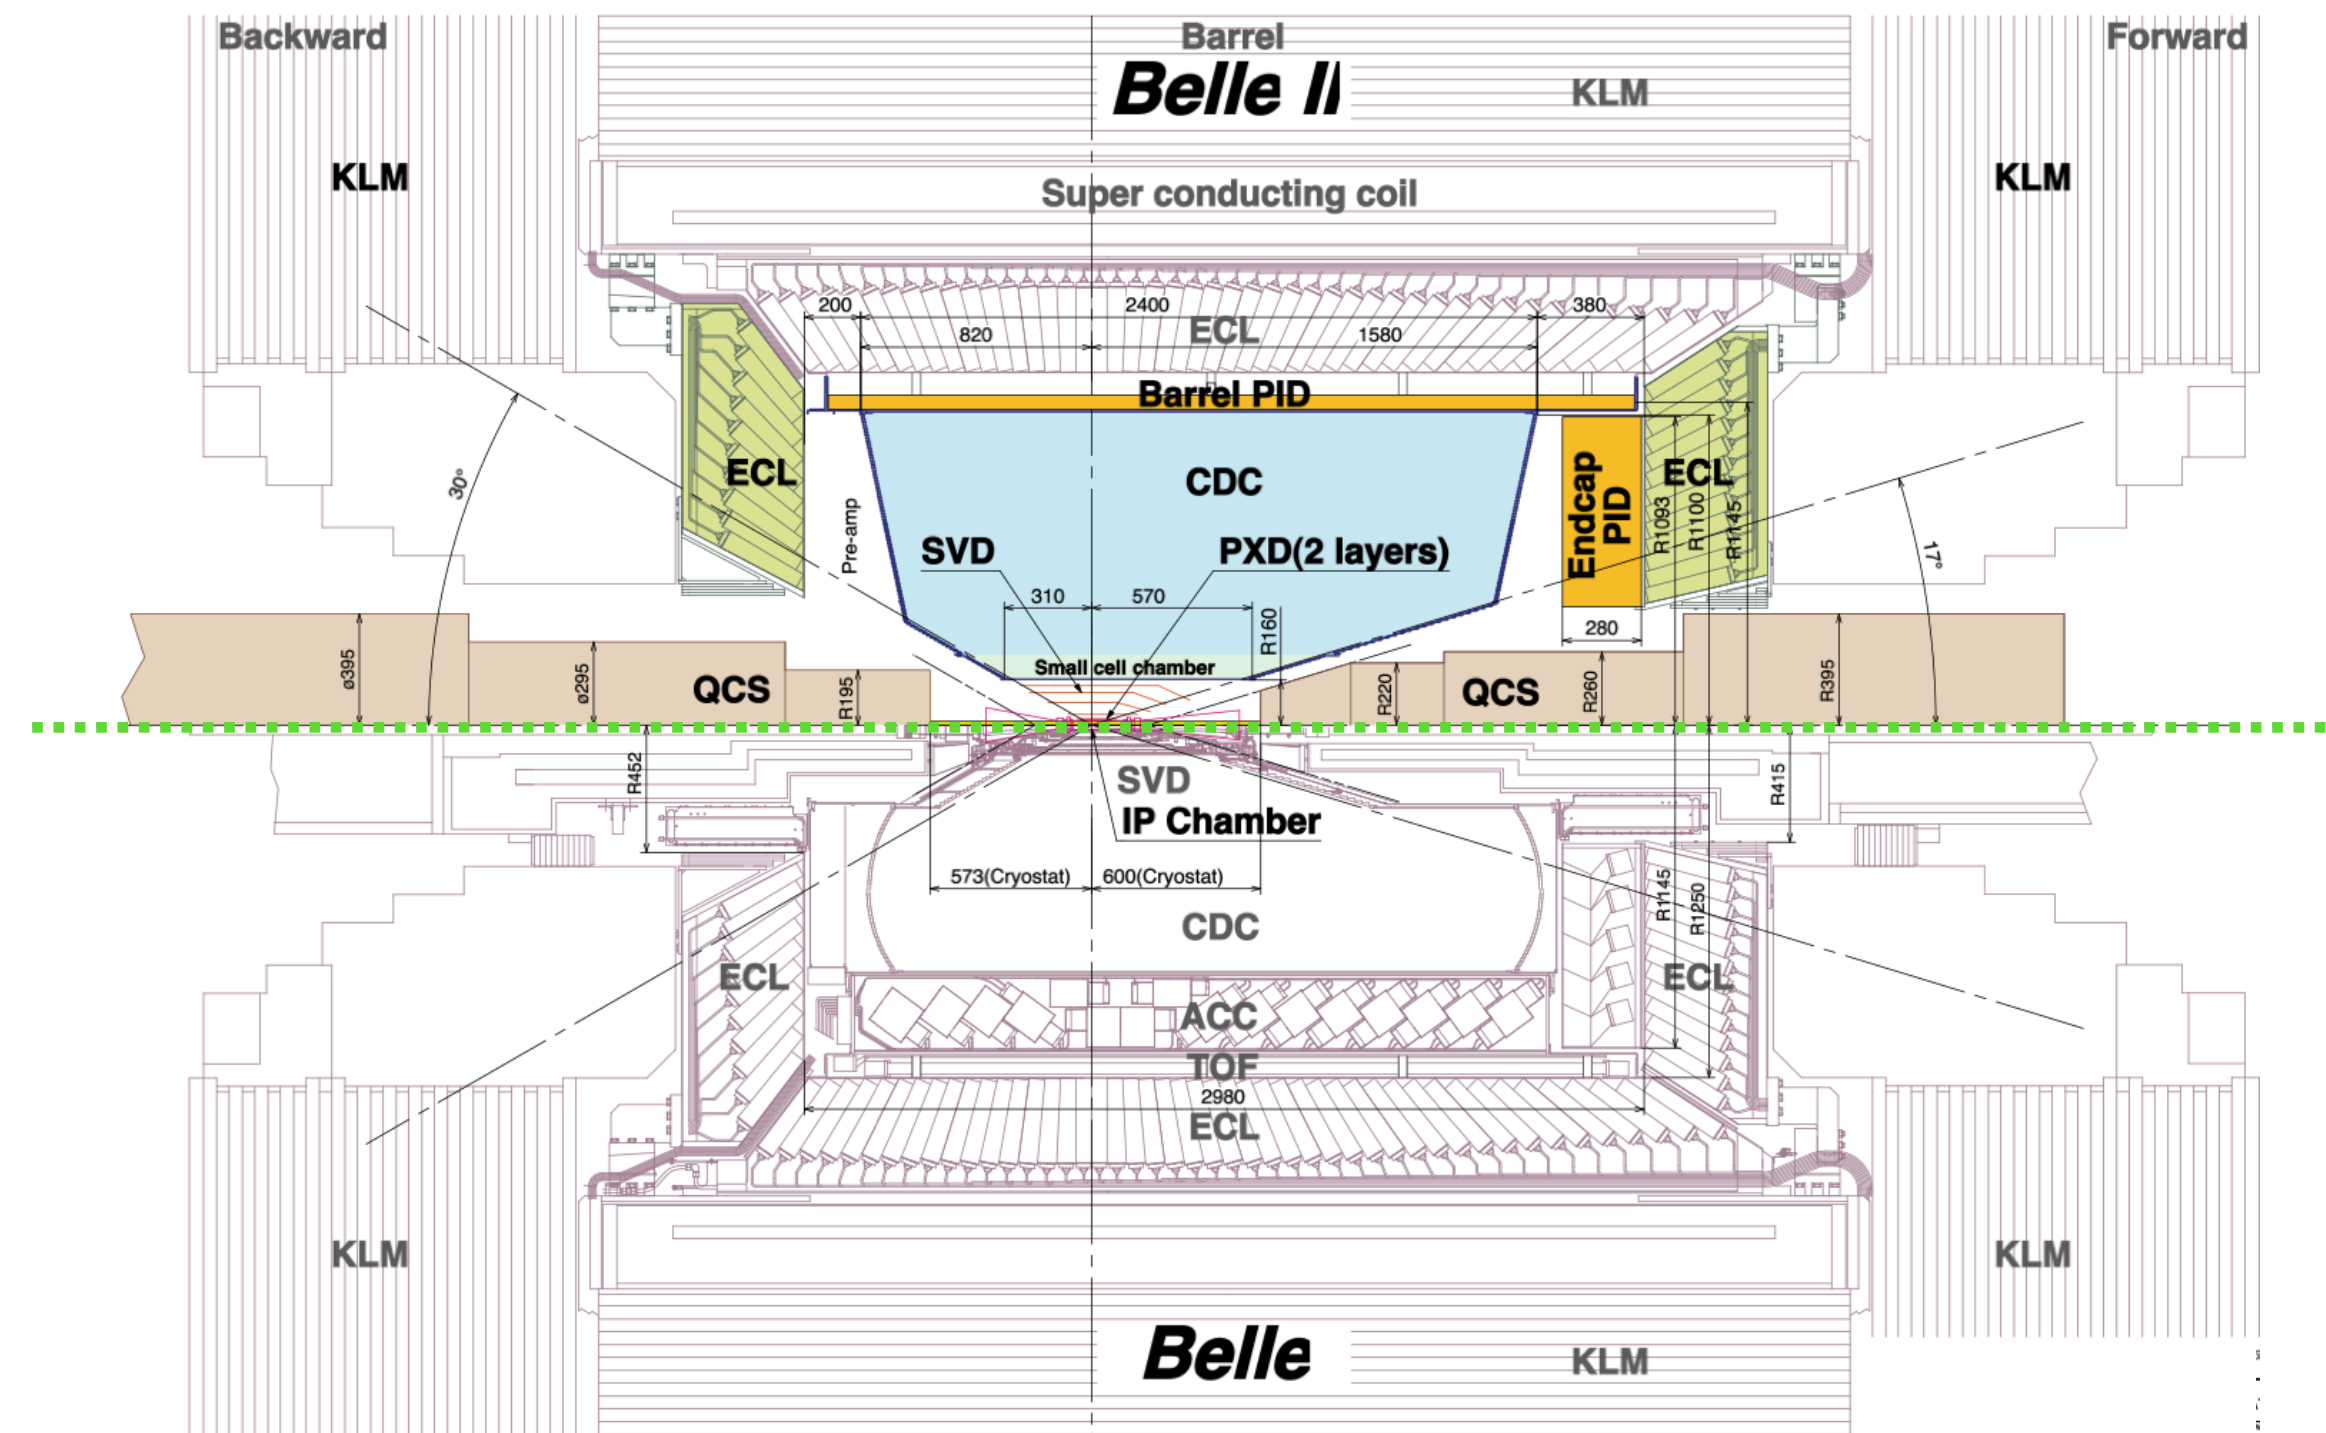 Backward
Barrel
Forward
Belle II
KLM
KLM
KLM
Super conducting coil
200
2400
380
820
ECL
1580
Barrel PID
ECL
CDC
Endcap
PID
ECL
R1093
R1100
R1145
30°
Pre-amp
SVD
PXD(2 layers)
17°
310
570
R160
280
Small cell chamber
ø395
ø295
QCS
R195
R220
QCS
R260
R395
R452
SVD
R415
IP Chamber
573(Cryostat)
600(Cryostat)
R1145
R1250
CDC
ECL
ECL
ACC
TOF
2980
ECL
KLM
KLM
Belle
KLM